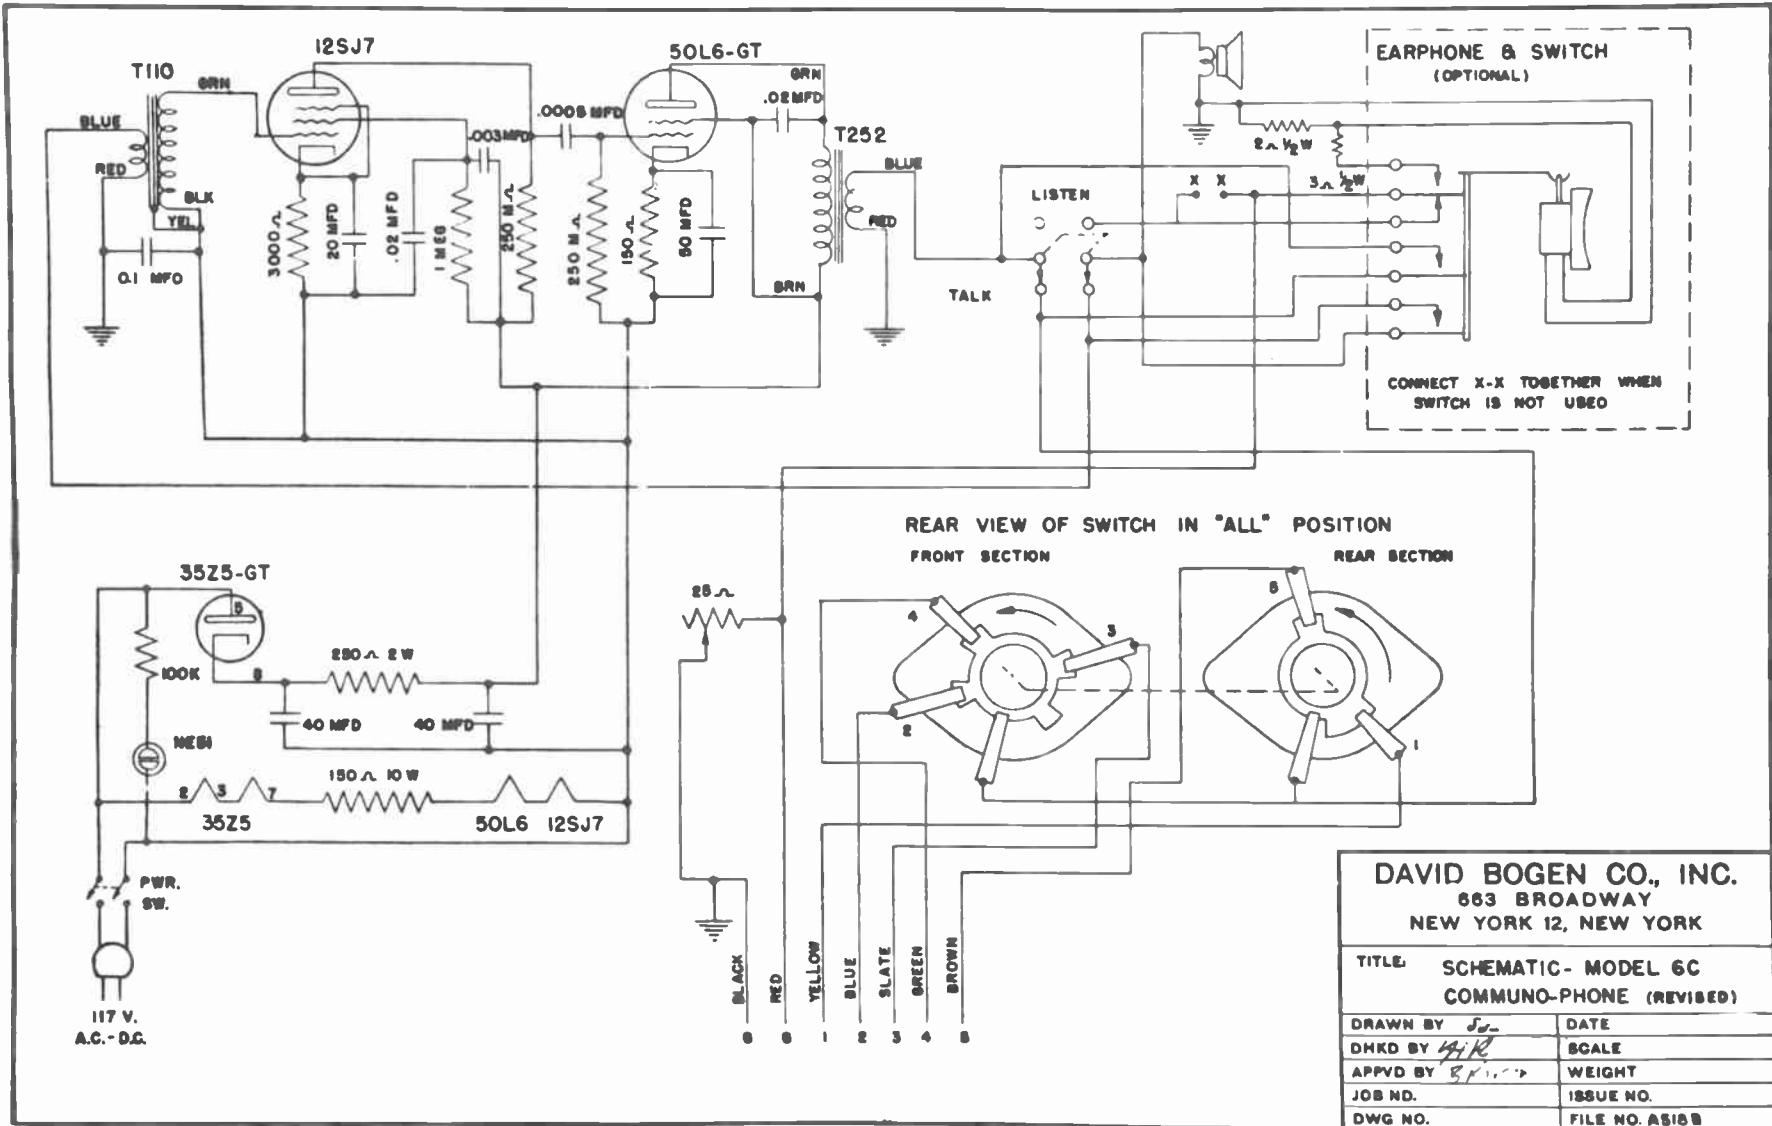 12SJ7
50L6-GT
T110
GRN
BLUE
RED
BLK
YEL
0.1 MFD
3000Ω
20 MFD
.02 MFD
1 MEG
.003 MFD
250 MΩ
.0005 MFD
250 MΩ
150Ω
50 MFD
GRN
.02 MFD
T252
BLUE
RED
BRN
LISTEN
TALK
X X
2Ω ½W
3Ω ½W
EARPHONE & SWITCH
(OPTIONAL)
CONNECT X-X TOGETHER WHEN
SWITCH IS NOT USED
35Z5-GT
5
8
100K
NE51
250Ω 2W
40 MFD
40 MFD
150Ω 10W
2
3
7
35Z5
50L6
12SJ7
PWR.
SW.
117 V.
A.C.-D.C.
REAR VIEW OF SWITCH IN "ALL" POSITION
FRONT SECTION
REAR SECTION
25Ω
4
3
2
5
1
BLACK
RED
YELLOW
BLUE
SLATE
GREEN
BROWN
6 6 1 2 3 4 5
DAVID BOGEN CO., INC.
663 BROADWAY
NEW YORK 12, NEW YORK
TITLE: SCHEMATIC- MODEL 6C
COMMUNO-PHONE (REVISED)
DRAWN BY
DATE
DHKD BY
SCALE
APPVD BY
WEIGHT
JOB NO.
ISSUE NO.
DWG NO.
FILE NO.